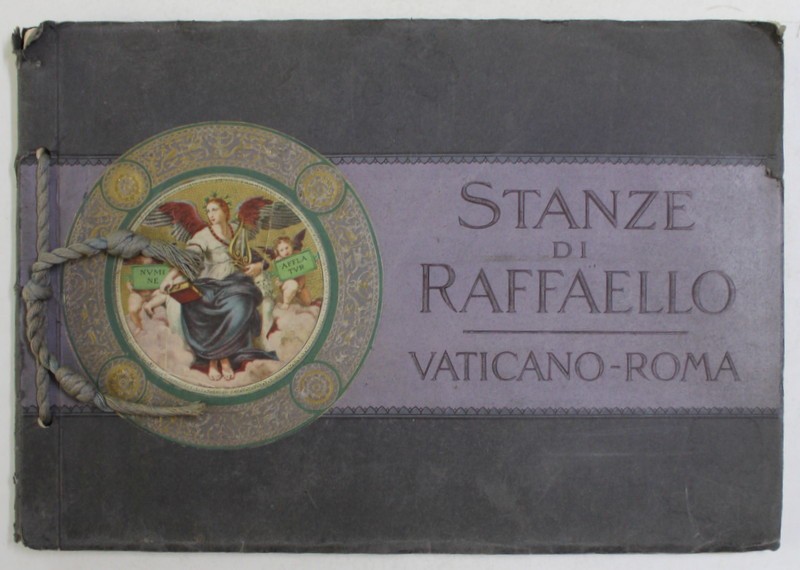 NVMI
NE
AFFLA
TVR
STANZE
DI
RAFFAELLO
VATICANO-ROMA